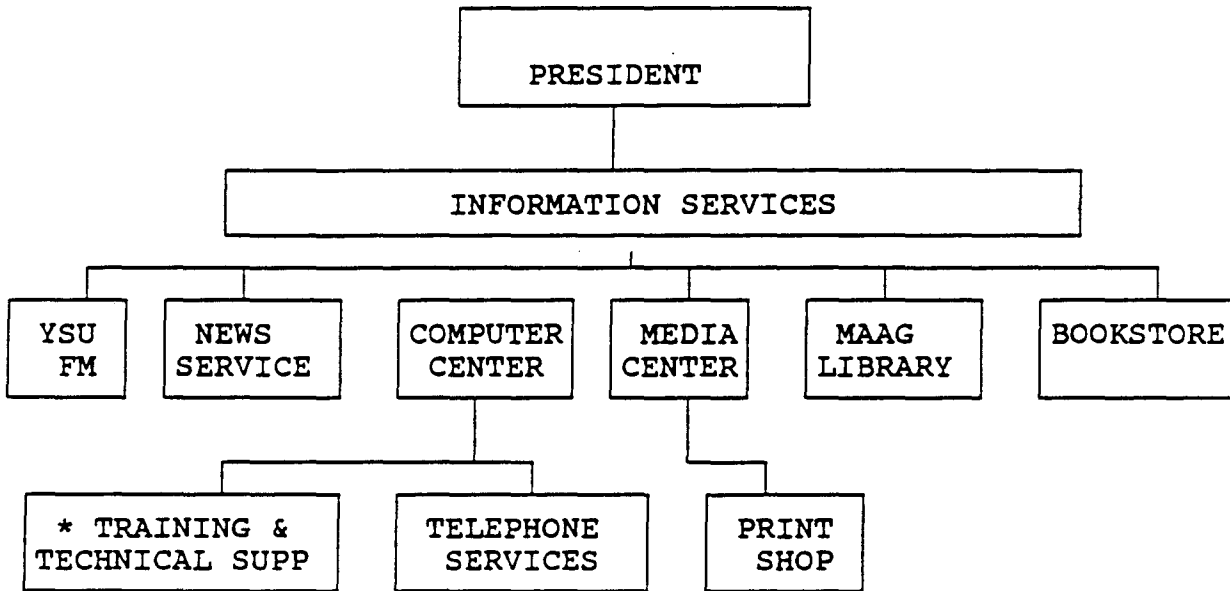 PRESIDENT
INFORMATION SERVICES
YSU
FM
NEWS
SERVICE
COMPUTER
CENTER
MEDIA
CENTER
MAAG
LIBRARY
BOOKSTORE
* TRAINING &
TECHNICAL SUPP
TELEPHONE
SERVICES
PRINT
SHOP